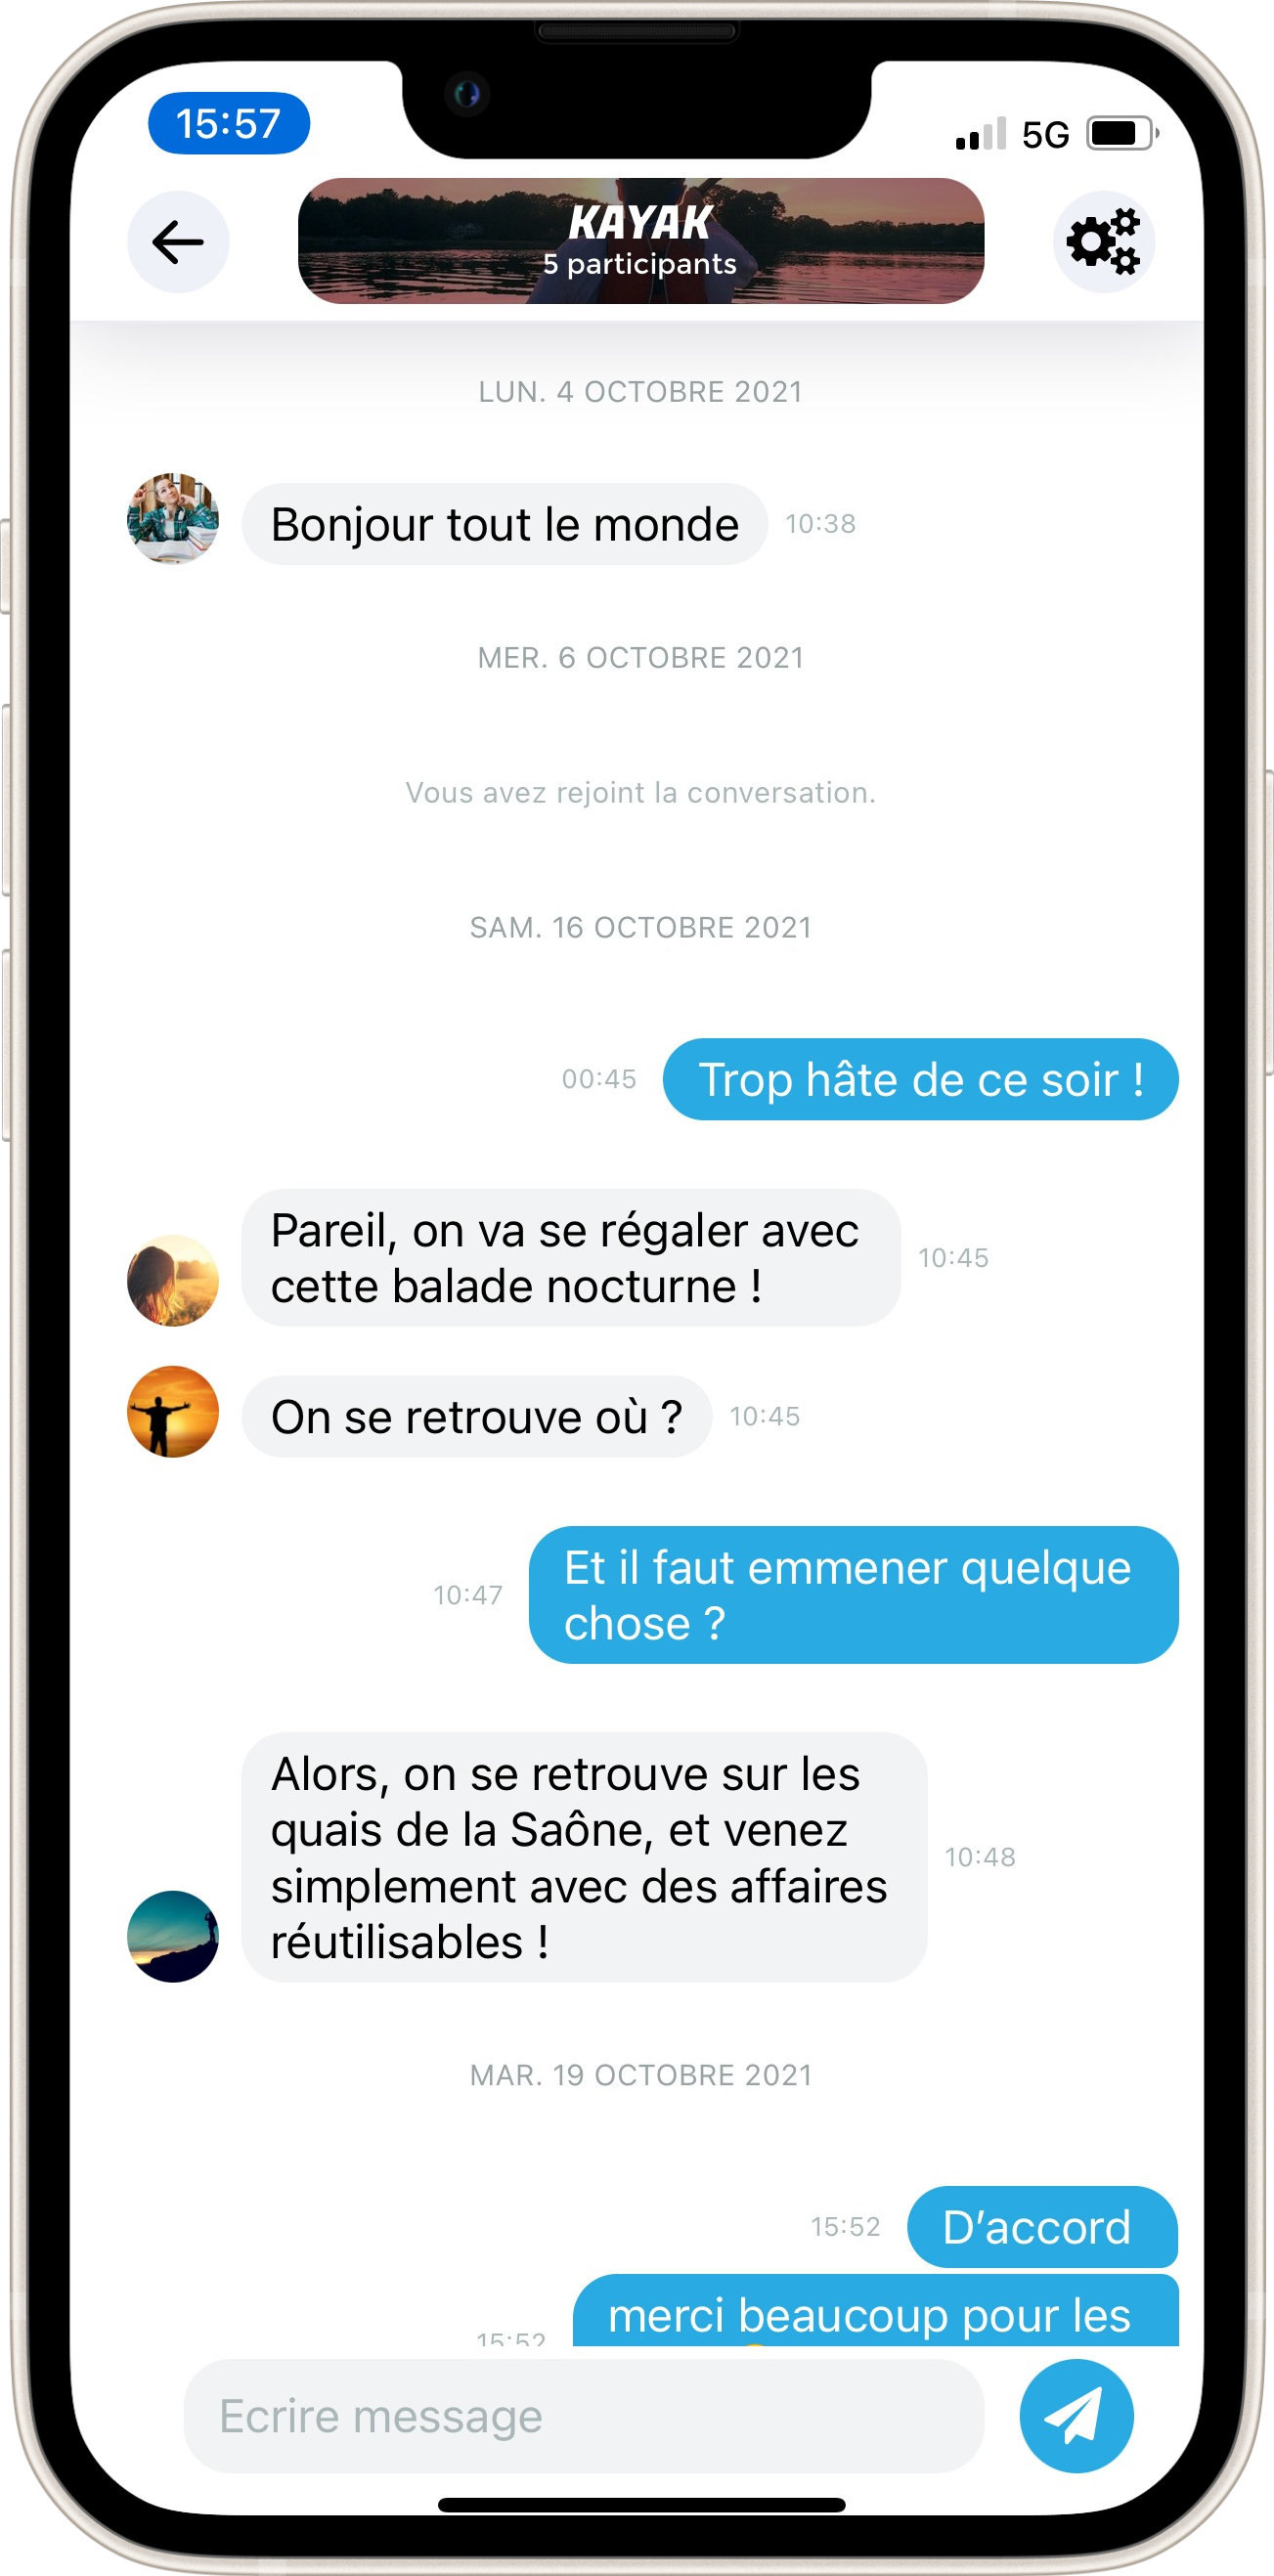 15:57
5G
KAYAK
5 participants
LUN. 4 OCTOBRE 2021
Bonjour tout le monde
10:38
MER. 6 OCTOBRE 2021
Vous avez rejoint la conversation.
SAM. 16 OCTOBRE 2021
00:45
Trop hâte de ce soir !
Pareil, on va se régaler avec
cette balade nocturne !
10:45
On se retrouve où ?
10:45
10:47
Et il faut emmener quelque
chose ?
Alors, on se retrouve sur les
quais de la Saône, et venez
simplement avec des affaires
réutilisables !
10:48
MAR. 19 OCTOBRE 2021
15:52
D’accord
15:52
merci beaucoup pour les
Ecrire message